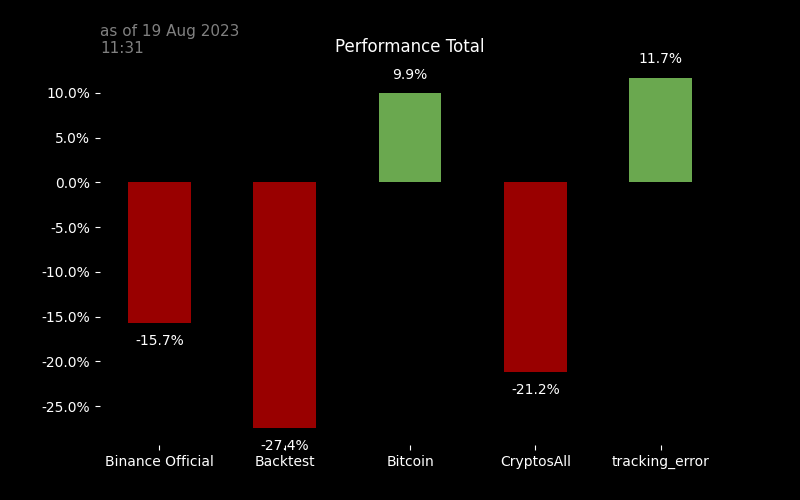 as of 19 Aug 2023
11:31
Performance Total
11.7%
9.9%
10.0%
5.0%
0.0%
-5.0%
-10.0%
-15.0%
-15.7%
-20.0%
-21.2%
-25.0%
-27.4%
Binance Official
Backtest
Bitcoin
CryptosAll
tracking_error